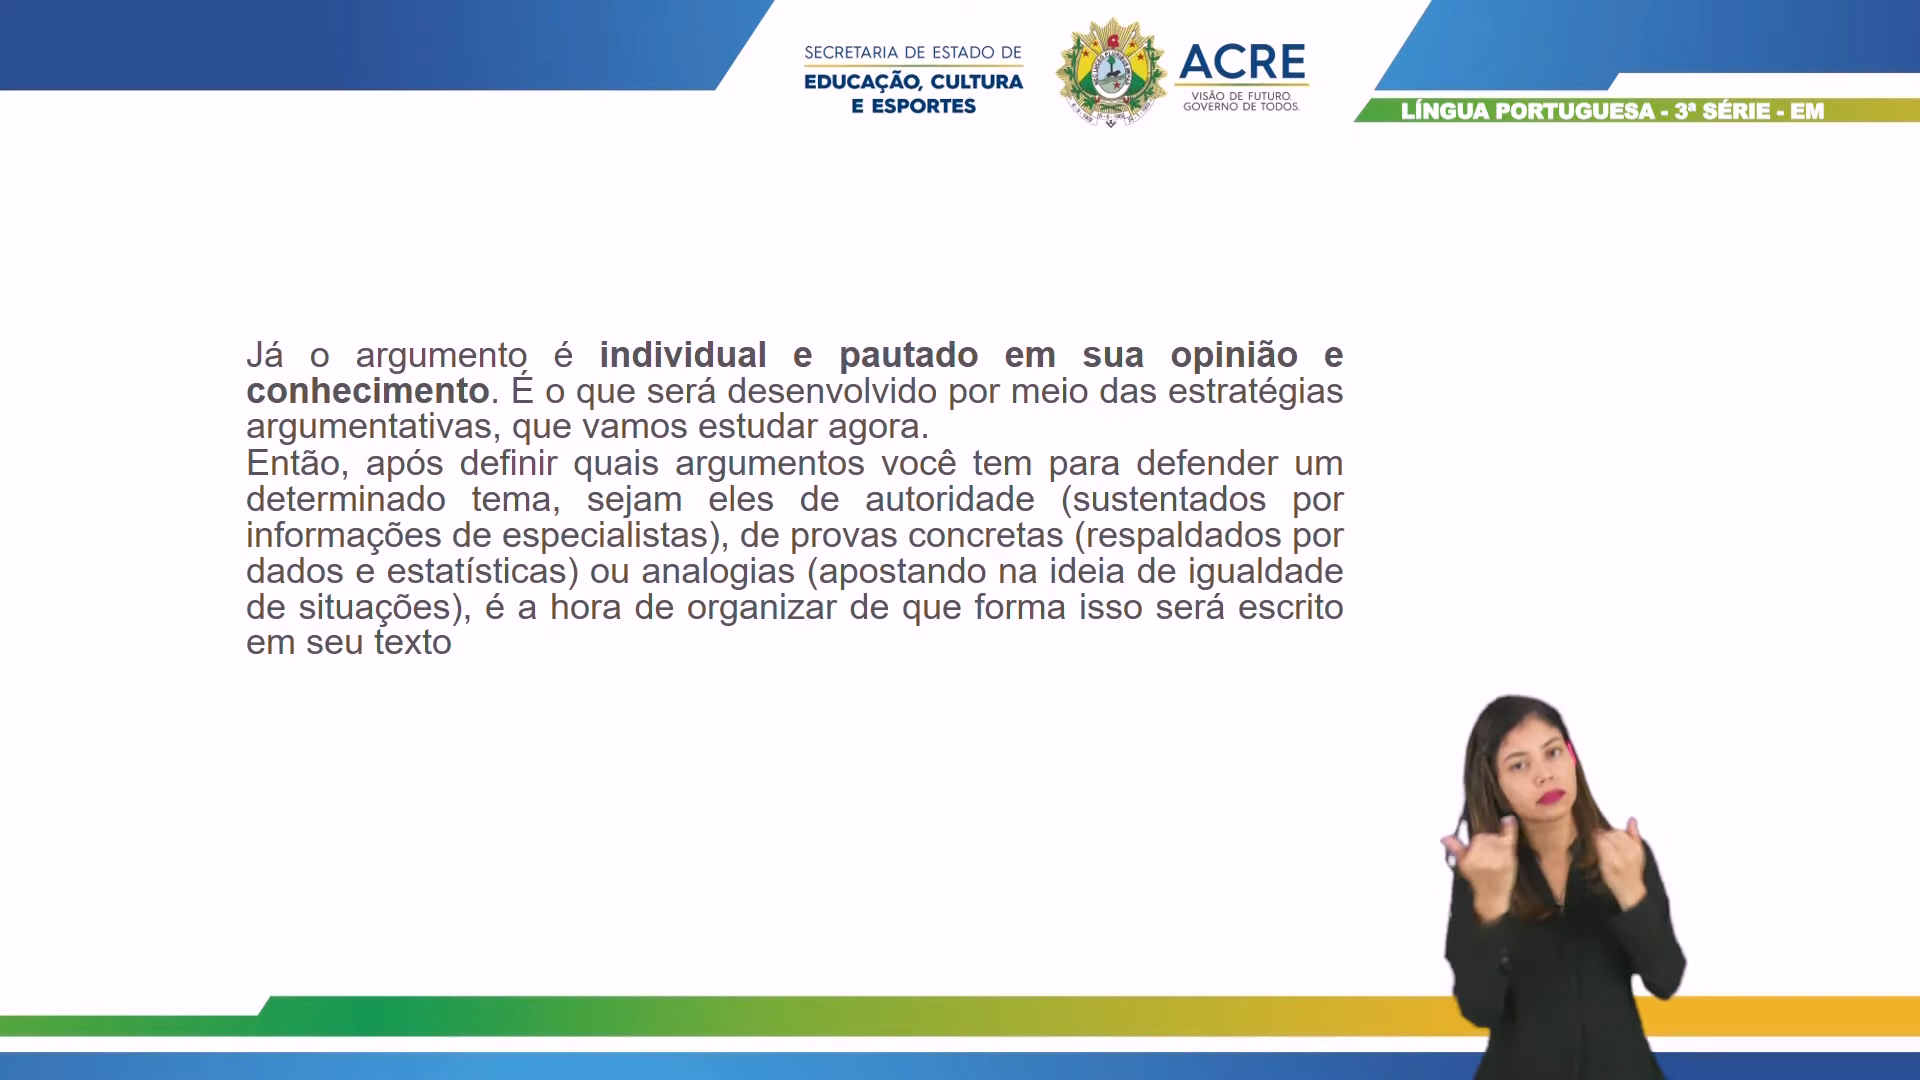 SECRETARIA DE ESTADO DE
EDUCAÇÃO, CULTURA
E ESPORTES
ACRE
VISÃO DE FUTURO.
GOVERNO DE TODOS.
LÍNGUA PORTUGUESA - 3ª SÉRIE - EM
Já o argumento é individual e pautado em sua opinião e
conhecimento. É o que será desenvolvido por meio das estratégias
argumentativas, que vamos estudar agora.
Então, após definir quais argumentos você tem para defender um
determinado tema, sejam eles de autoridade (sustentados por
informações de especialistas), de provas concretas (respaldados por
dados e estatísticas) ou analogias (apostando na ideia de igualdade
de situações), é a hora de organizar de que forma isso será escrito
em seu texto